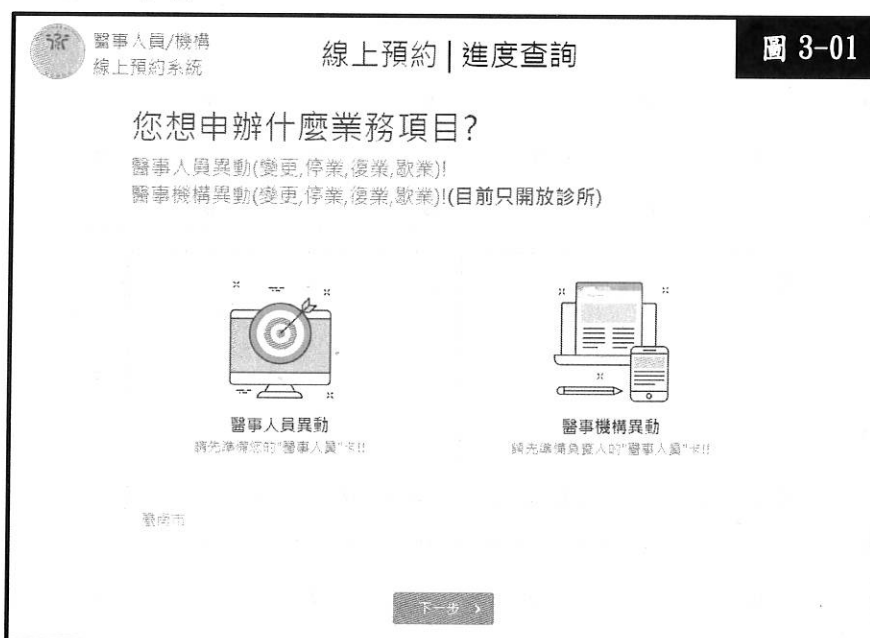 醫事人員/機構
線上預約系統
線上預約 | 進度查詢
圖 3-01
您想申辦什麼業務項目?
醫事人員異動(變更,停業,復業,歇業)!
醫事機構異動(變更,停業,復業,歇業)!(目前只開放診所)
醫事人員異動
請先準備您的"醫事人員"卡!!
醫事機構異動
請先準備負責人的"醫事人員"卡!!
臺南市
下一步 >